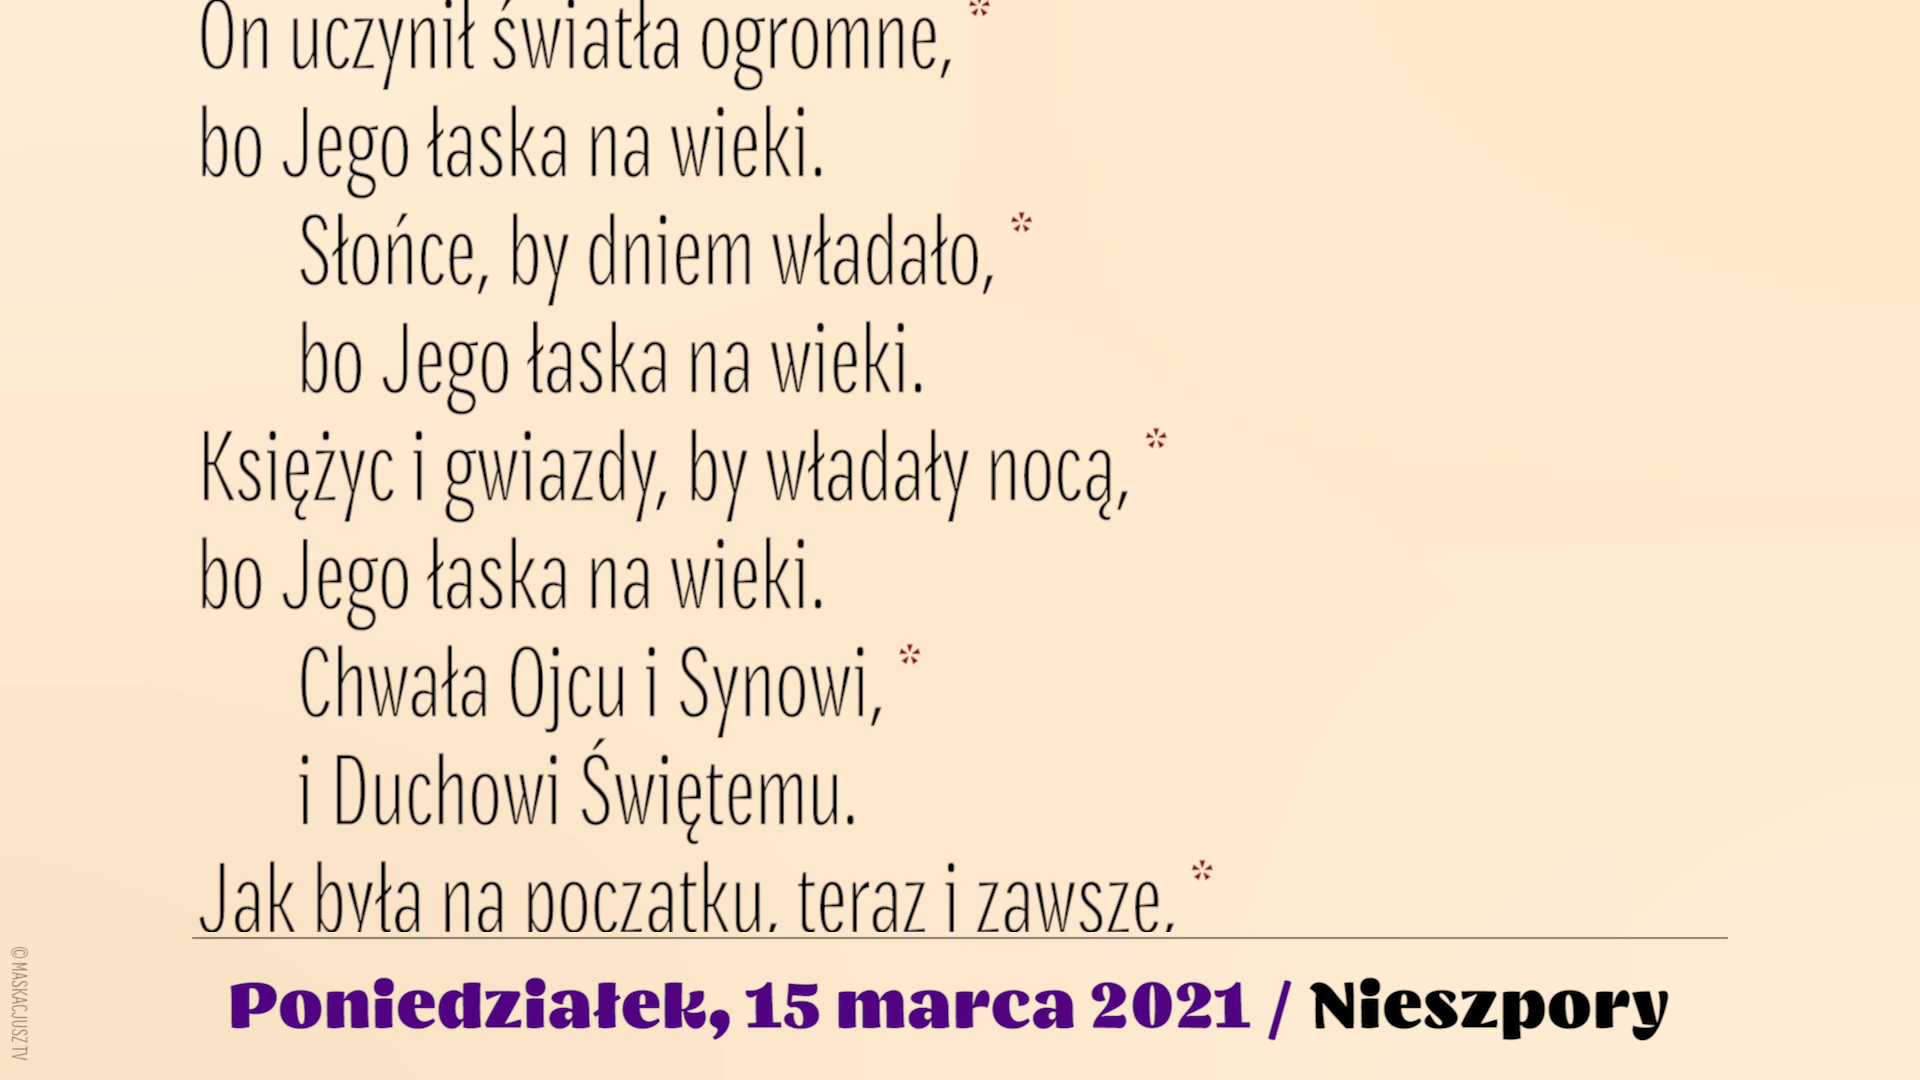 On uczynił światła ogromne, *
bo Jego łaska na wieki.
Słońce, by dniem władało, *
bo Jego łaska na wieki.
Księżyc i gwiazdy, by władały nocą, *
bo Jego łaska na wieki.
Chwała Ojcu i Synowi, *
i Duchowi Świętemu.
Jak była na początku, teraz i zawsze, *
Poniedziałek, 15 marca 2021 / Nieszpory
© MASKACJUSZ TV